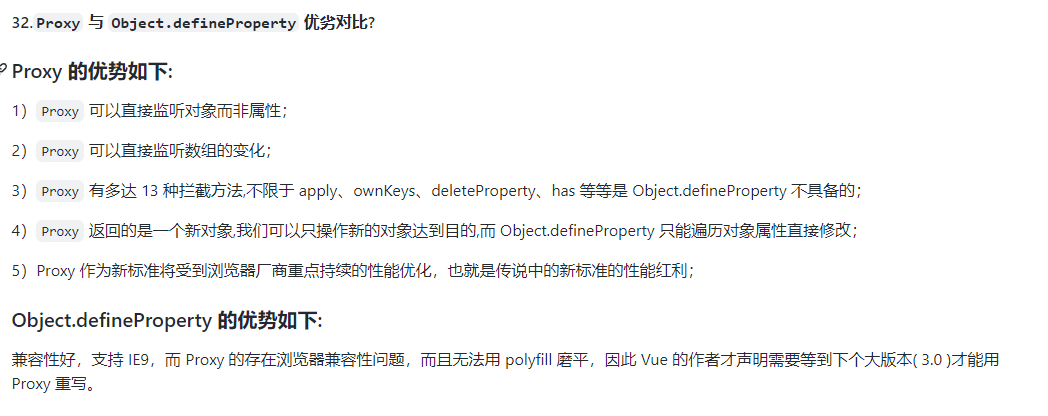 32.Proxy 与 Object.defineProperty 优劣对比?
Proxy 的优势如下:
1）Proxy 可以直接监听对象而非属性；
2）Proxy 可以直接监听数组的变化；
3）Proxy 有多达 13 种拦截方法,不限于 apply、ownKeys、deleteProperty、has 等等是 Object.defineProperty 不具备的；
4）Proxy 返回的是一个新对象,我们可以只操作新的对象达到目的,而 Object.defineProperty 只能遍历对象属性直接修改；
5）Proxy 作为新标准将受到浏览器厂商重点持续的性能优化，也就是传说中的新标准的性能红利；
Object.defineProperty 的优势如下:
兼容性好，支持 IE9，而 Proxy 的存在浏览器兼容性问题，而且无法用 polyfill 磨平，因此 Vue 的作者才声明需要等到下个大版本( 3.0 )才能用
Proxy 重写。